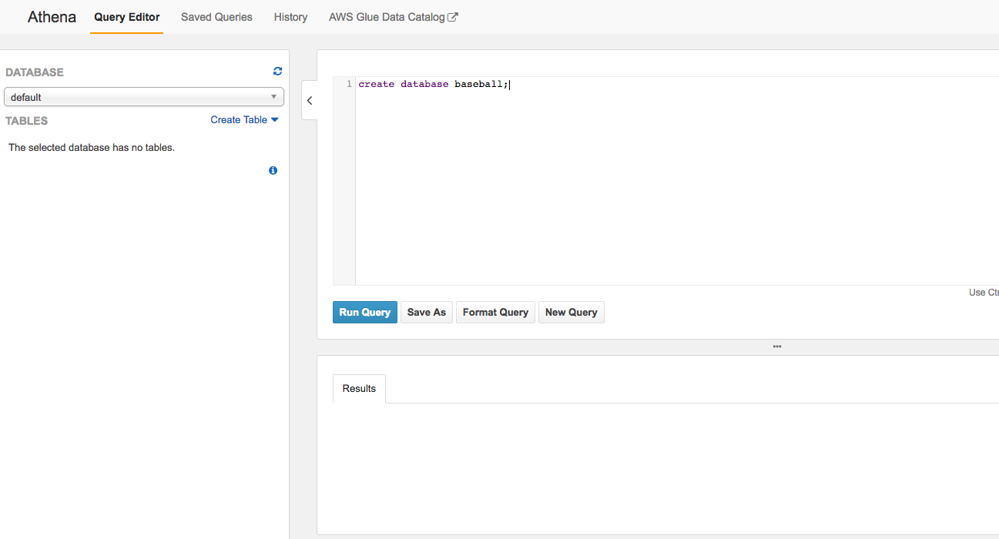 Athena Query Editor Saved Queries History AWS Glue Data Catalog
DATABASE
default
TABLES Create Table
The selected database has no tables.
1 create database baseball;
Use Ctr
Run Query Save As Format Query New Query
Results